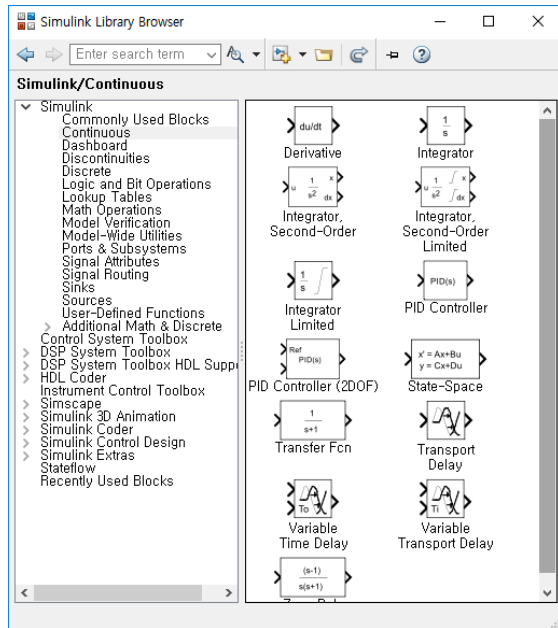 Simulink Library Browser
Enter search term
Simulink/Continuous
Simulink
Commonly Used Blocks
Continuous
Dashboard
Discontinuities
Discrete
Logic and Bit Operations
Lookup Tables
Math Operations
Model Verification
Model-Wide Utilities
Ports & Subsystems
Signal Attributes
Signal Routing
Sinks
Sources
User-Defined Functions
Additional Math & Discrete
Control System Toolbox
DSP System Toolbox
DSP System Toolbox HDL Suppo
HDL Coder
Instrument Control Toolbox
Simscape
Simulink 3D Animation
Simulink Coder
Simulink Control Design
Simulink Extras
Stateflow
Recently Used Blocks
du/dt
Derivative
1
s
Integrator
u 1 x
s² dx
Integrator,
Second-Order
u 1 x
s² dx
Integrator,
Second-Order
Limited
1
s
Integrator
Limited
PID(s)
PID Controller
Ref
PID(s)
PID Controller (2DOF)
x' = Ax+Bu
y = Cx+Du
State-Space
1
s+1
Transfer Fcn
Transport
Delay
To
Variable
Time Delay
Ti
Variable
Transport Delay
(s-1)
s(s+1)